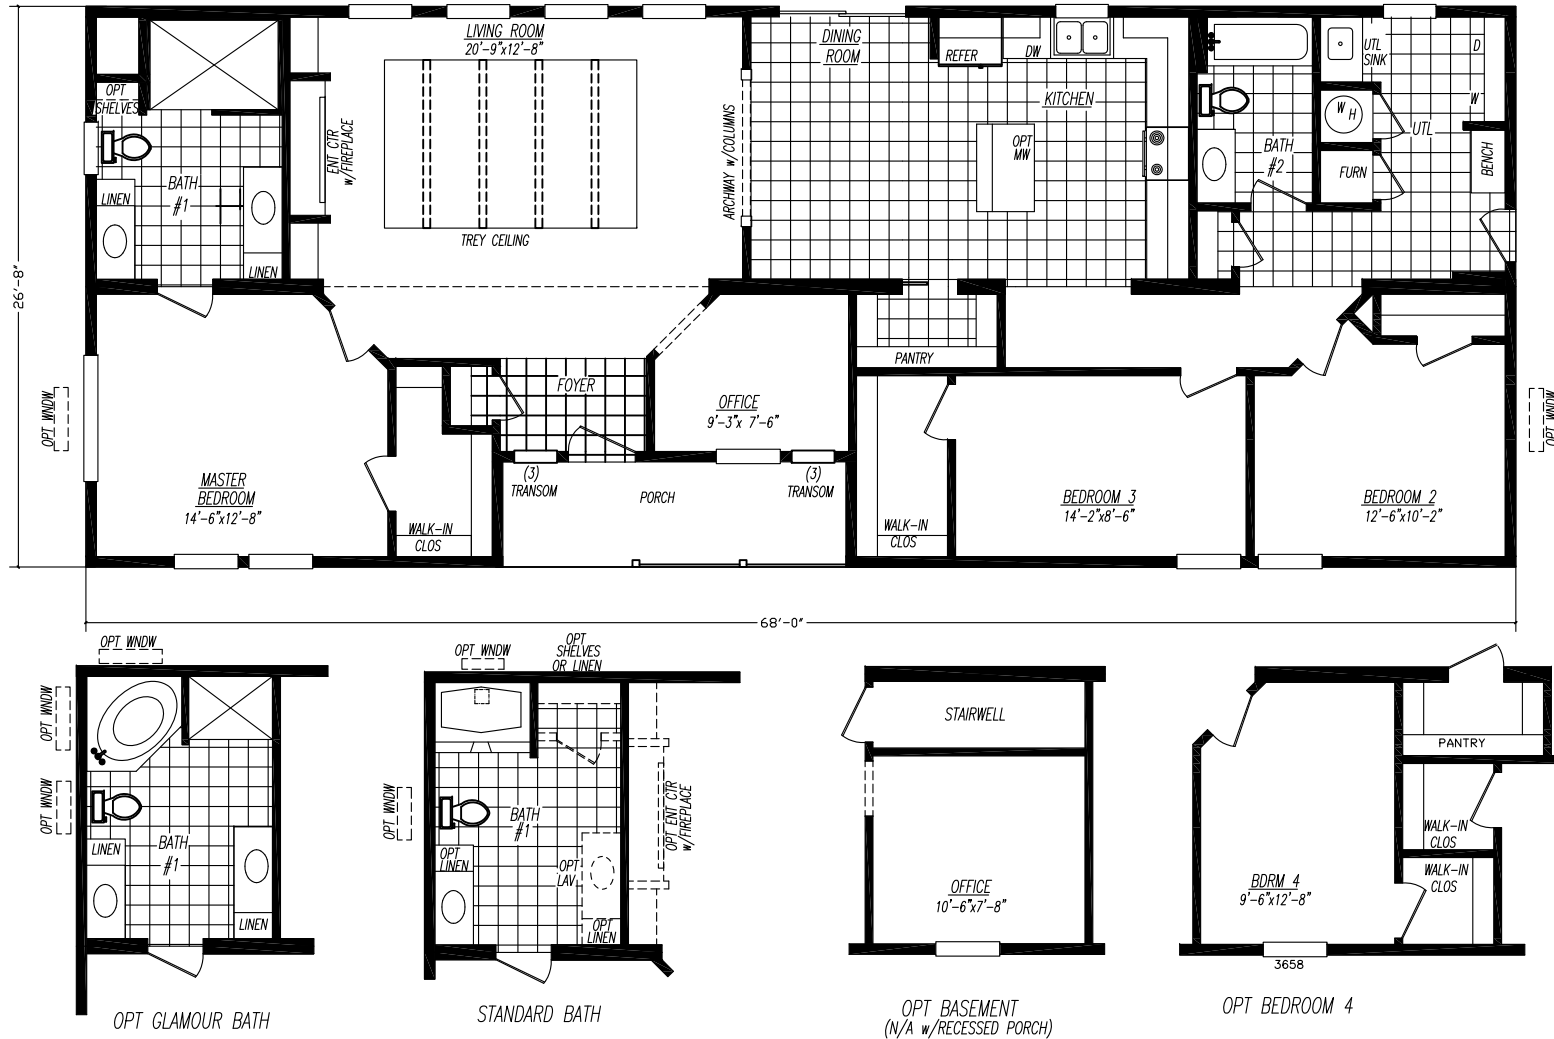 LIVING ROOM
20'-9"x12'-8"
DINING
ROOM
REFER
DW
UTL
SINK
D
OPT
SHELVES
KITCHEN
W
W H
UTL
ENT CTR
w/FIREPLACE
ARCHWAY w/COLUMNS
OPT
MW
BATH
#2
FURN
BENCH
BATH
#1
LINEN
LINEN
TREY CEILING
26'-8"
PANTRY
FOYER
OFFICE
9'-3"x 7'-6"
OPT WNDW
OPT WNDW
MASTER
BEDROOM
14'-6"x12'-8"
(3)
TRANSOM
PORCH
(3)
TRANSOM
BEDROOM 3
14'-2"x8'-6"
BEDROOM 2
12'-6"x10'-2"
WALK-IN
CLOS
WALK-IN
CLOS
68'-0"
OPT WNDW
OPT WNDW
OPT WNDW
LINEN
BATH
#1
LINEN
OPT GLAMOUR BATH
OPT WNDW
OPT
SHELVES
OR LINEN
OPT WNDW
BATH
#1
OPT
LINEN
OPT
LAV
OPT
LINEN
OPT ENT CTR
w/FIREPLACE
STANDARD BATH
STAIRWELL
OFFICE
10'-6"x7'-8"
OPT BASEMENT
(N/A w/RECESSED PORCH)
PANTRY
WALK-IN
CLOS
WALK-IN
CLOS
BDRM 4
9'-6"x12'-8"
3658
OPT BEDROOM 4